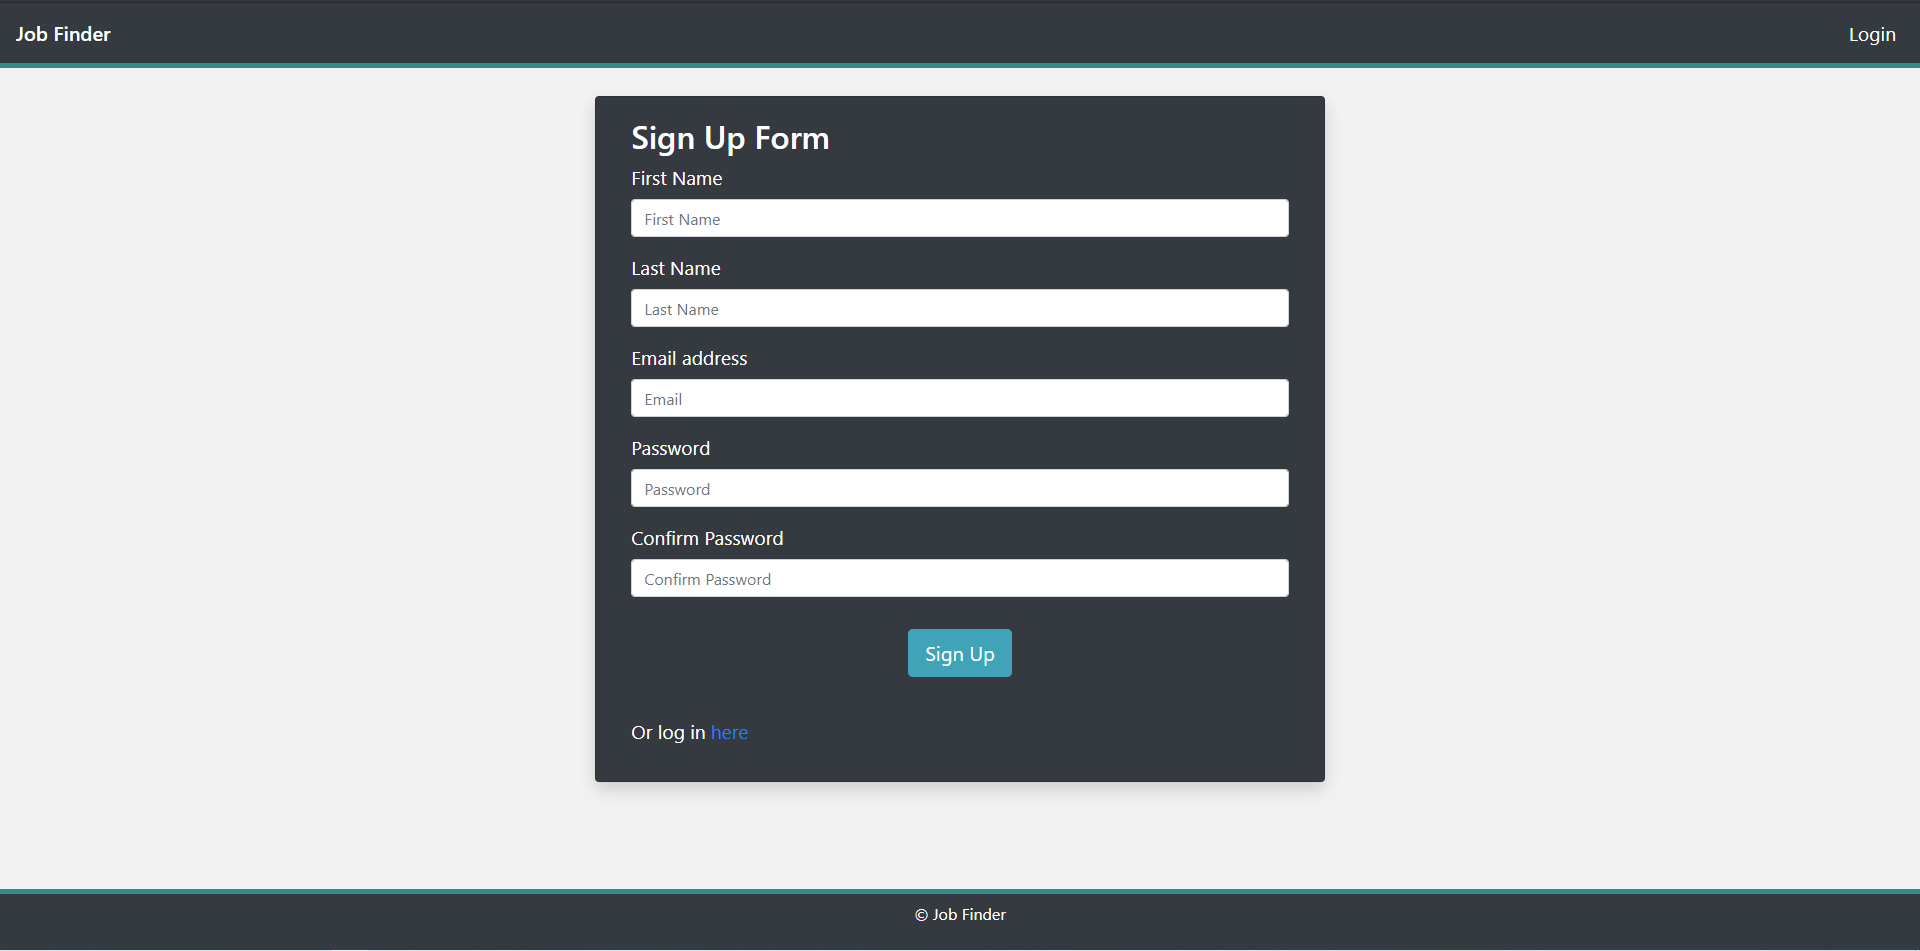 Job Finder
Login
Sign Up Form
First Name
First Name
Last Name
Last Name
Email address
Email
Password
Password
Confirm Password
Confirm Password
Sign Up
Or log in here
© Job Finder